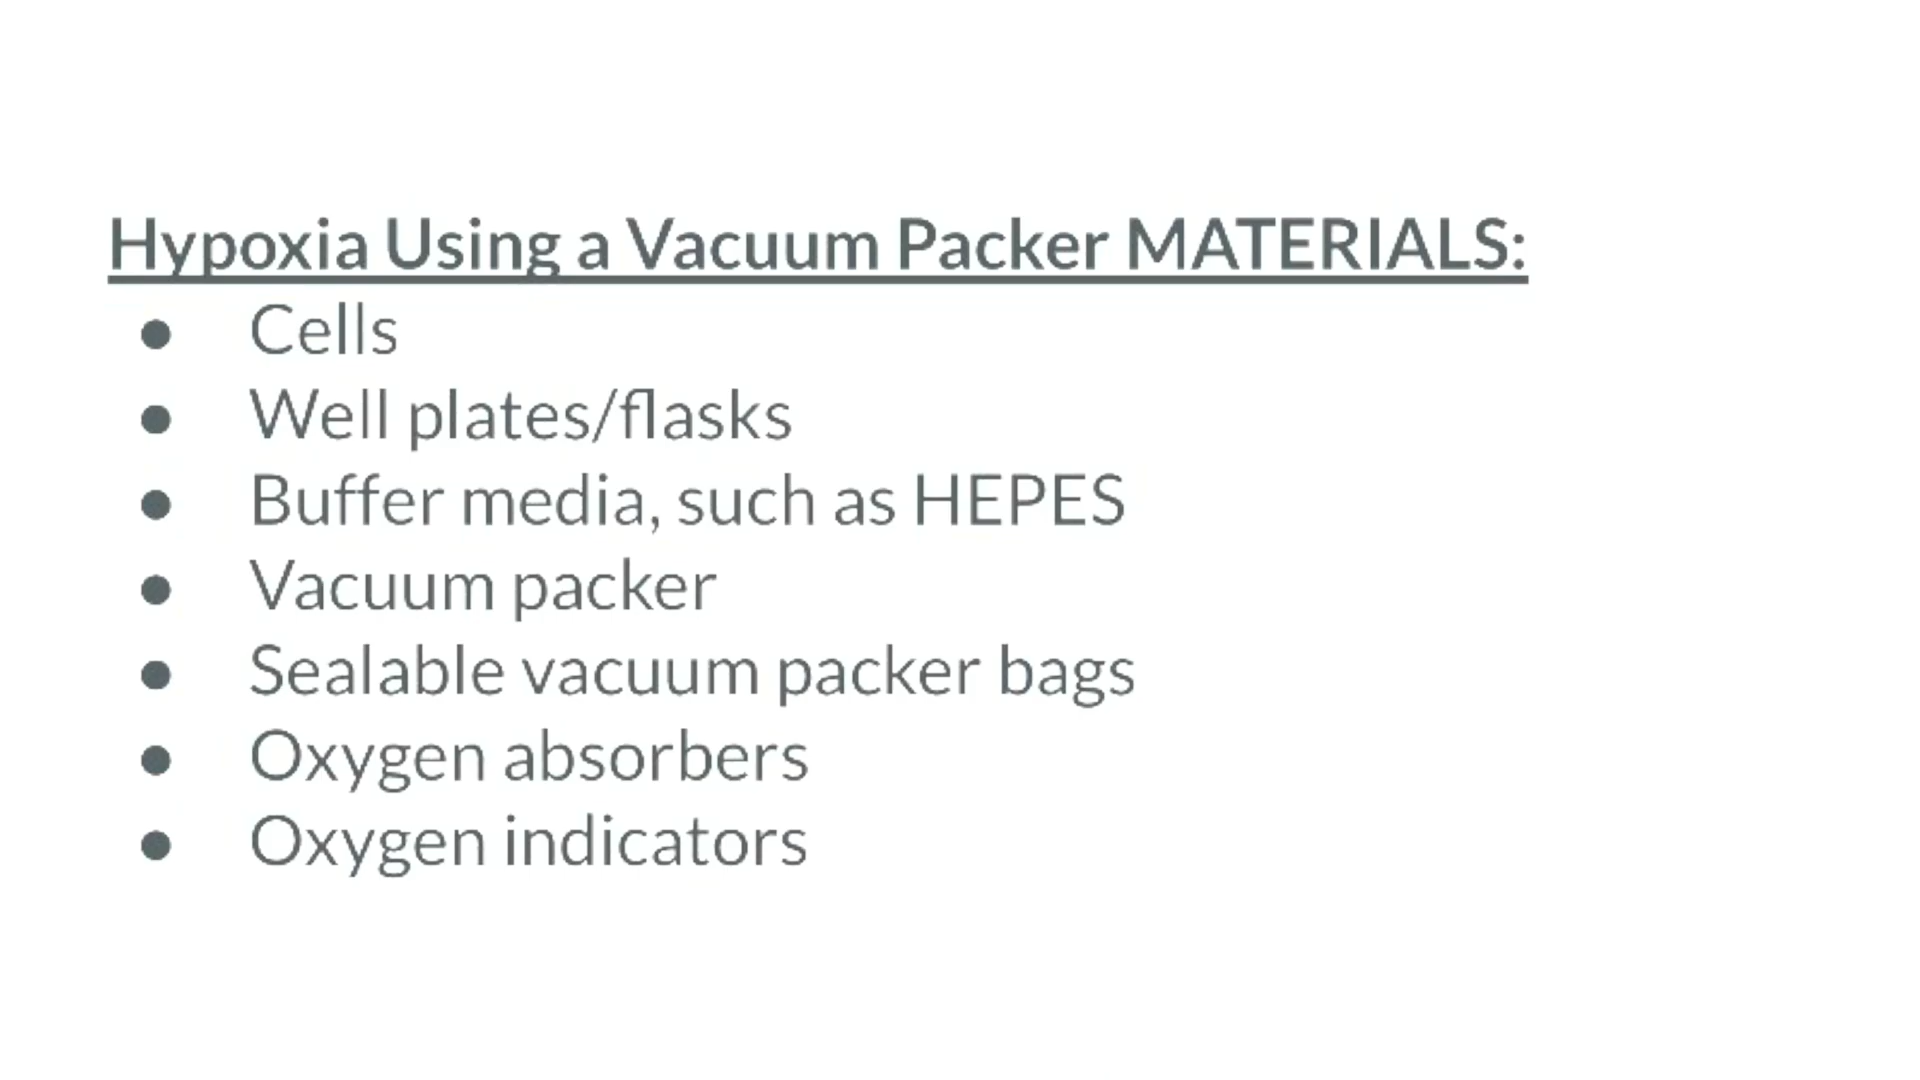 Hypoxia Using a Vacuum Packer MATERIALS:
● Cells
● Well plates/flasks
● Buffer media, such as HEPES
● Vacuum packer
● Sealable vacuum packer bags
● Oxygen absorbers
● Oxygen indicators